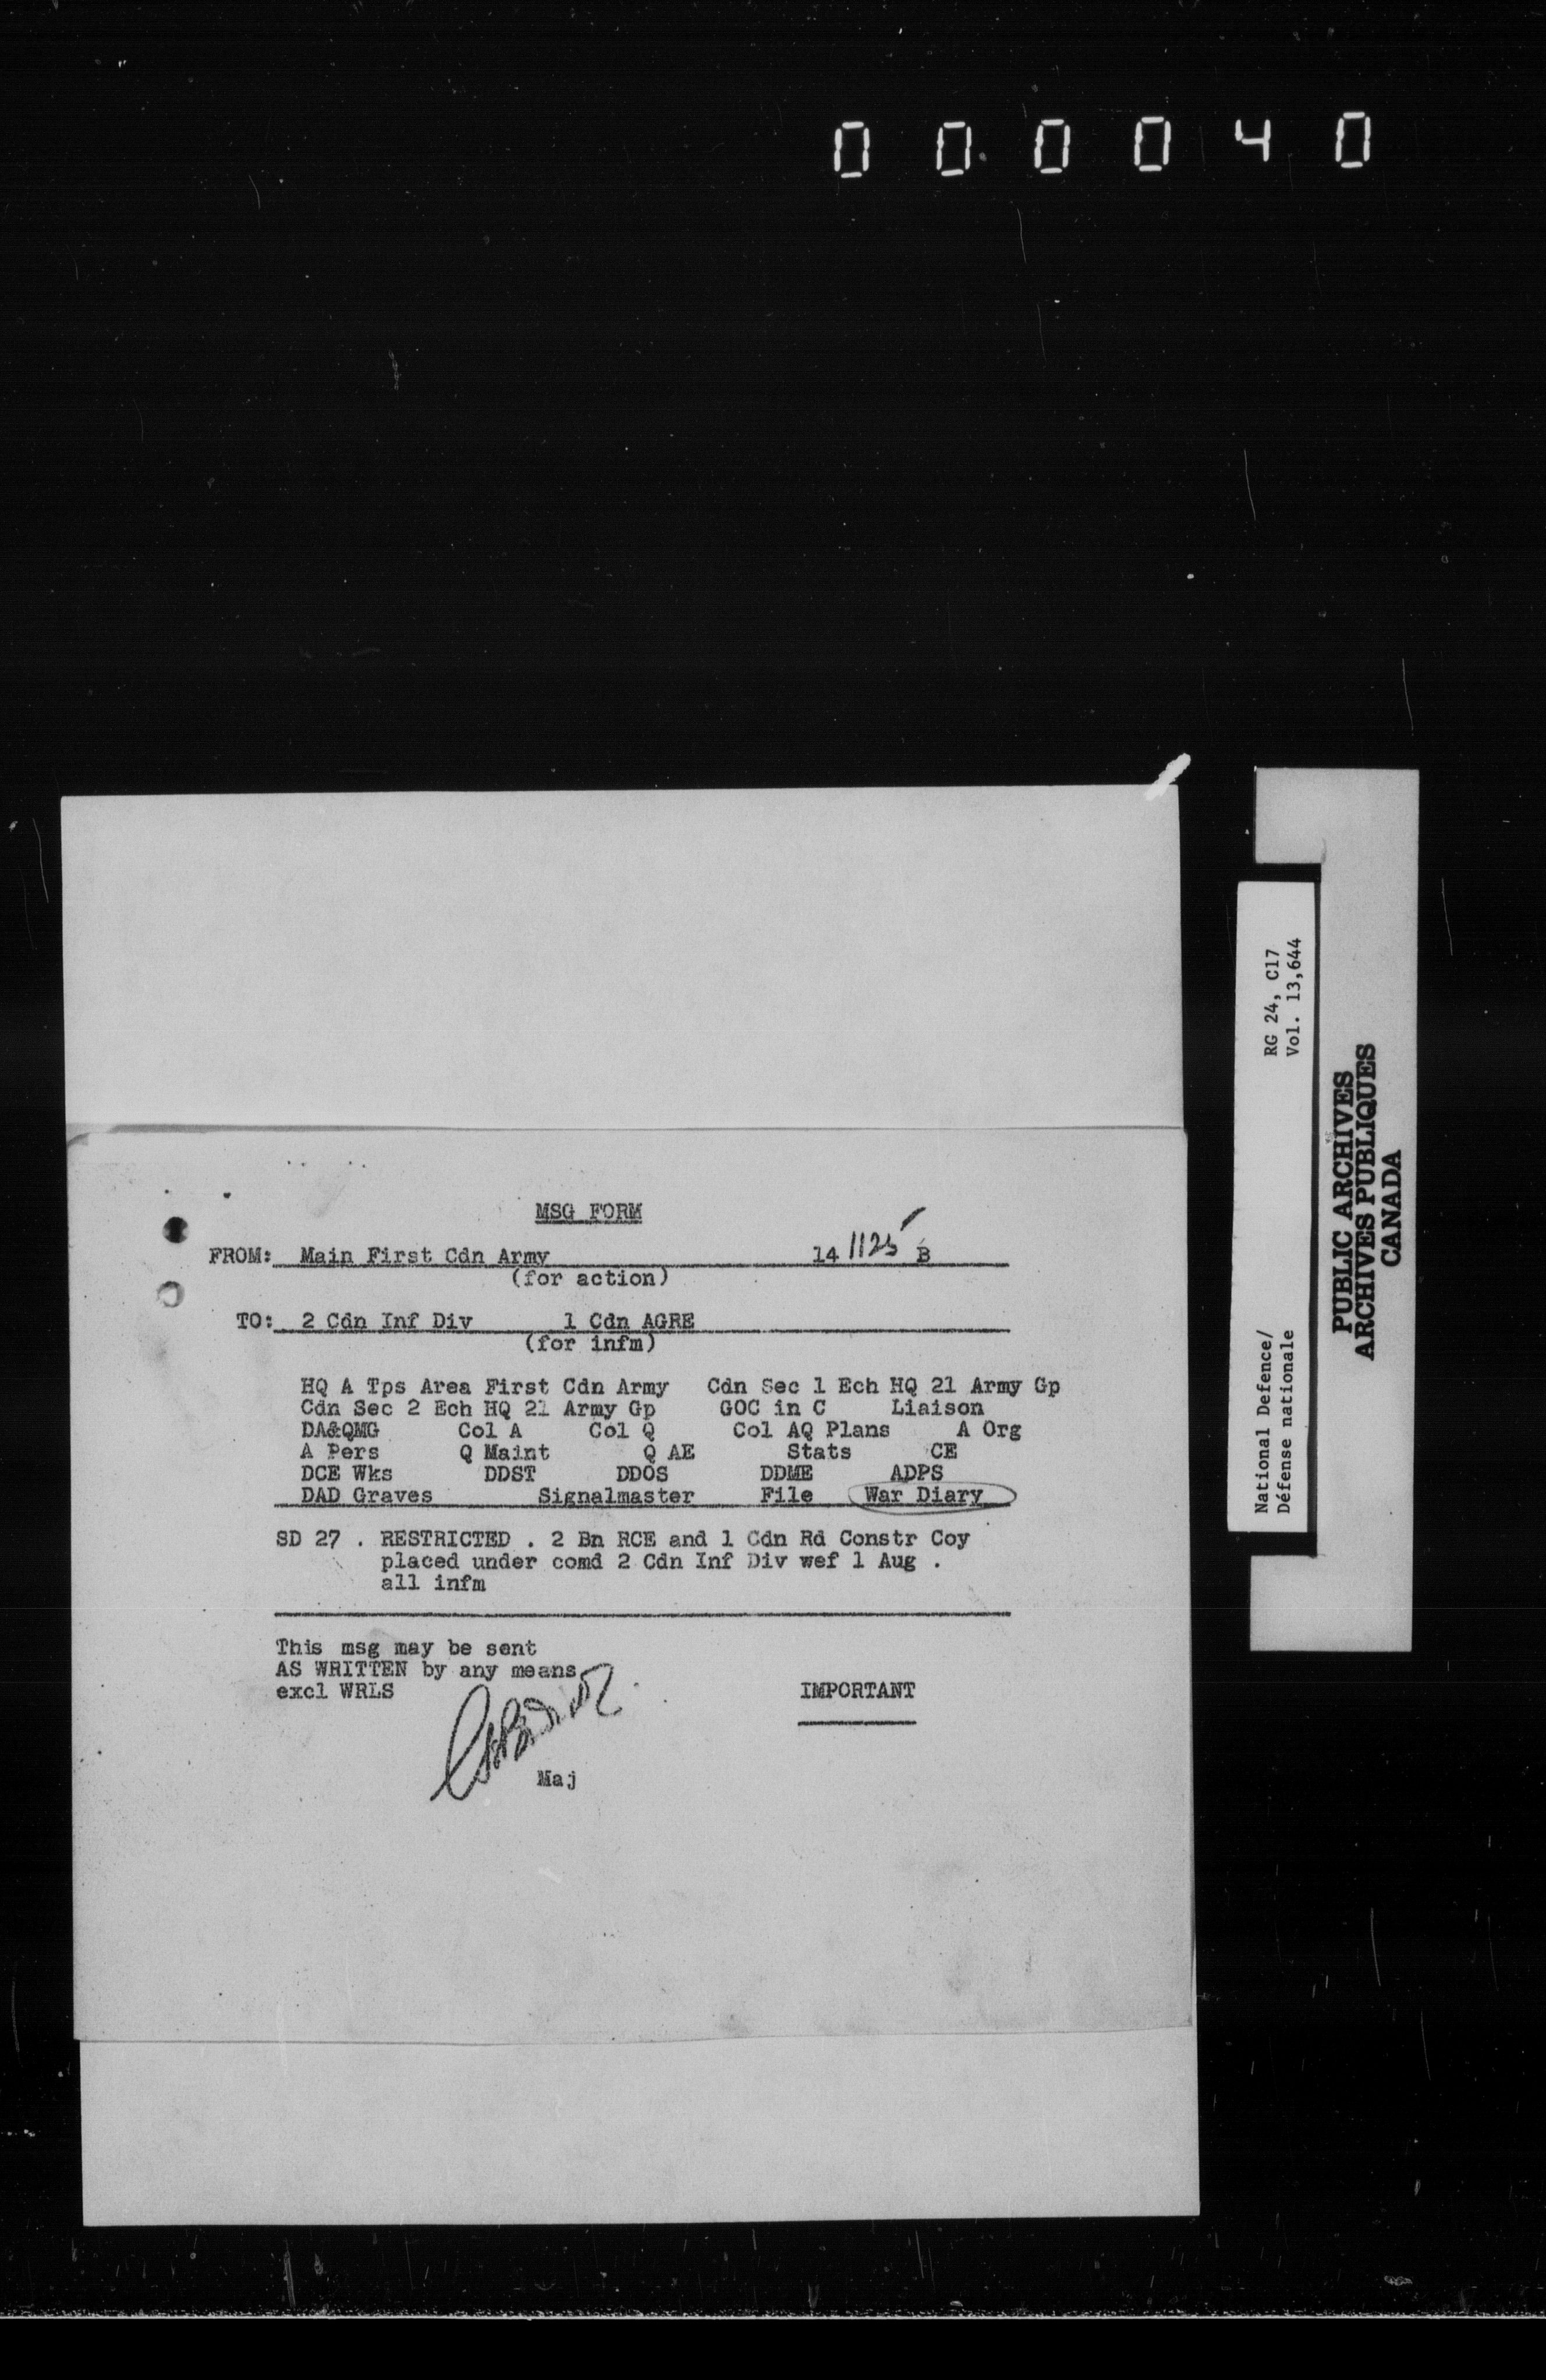 000040
MSG FORM
FROM: Main First Cdn Army 14 1125 B
(for action)
TO: 2 Cdn Inf Div 1 Cdn AGRE
(for infm)
HQ A Tps Area First Cdn Army Cdn Sec 1 Ech HQ 21 Army Gp
Cdn Sec 2 Ech HQ 21 Army Gp GOC in C Liaison
DA&QMG Col A Col Q Col AQ Plans A Org
A Pers Q Maint Q AE Stats CE
DCE Wks DDST DDOS DDME ADPS
DAD Graves Signalmaster File War Diary
SD 27 . RESTRICTED . 2 Bn RCE and 1 Cdn Rd Constr Coy
placed under comd 2 Cdn Inf Div wef 1 Aug .
all infm
This msg may be sent
AS WRITTEN by any means
excl WRLS
IMPORTANT
Maj
National Defence/ RG 24, C17
Défense nationale Vol. 13,644
PUBLIC ARCHIVES
ARCHIVES PUBLIQUES
CANADA